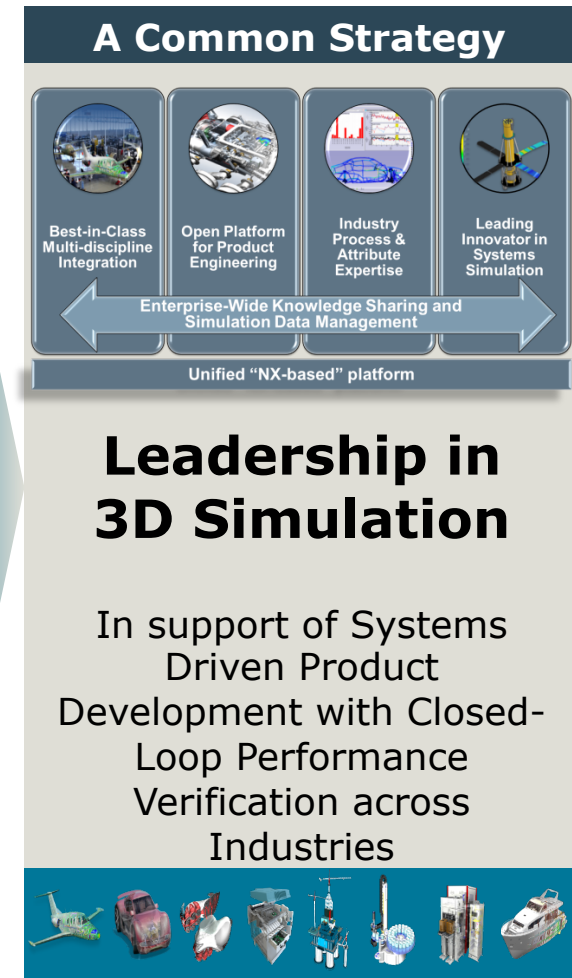 A Common Strategy
Best-in-Class
Multi-discipline
Integration
Open Platform
for Product
Engineering
Industry
Process &
Attribute
Expertise
Leading
Innovator in
Systems
Simulation
Enterprise-Wide Knowledge Sharing and
Simulation Data Management
Unified “NX-based” platform
Leadership in
3D Simulation
In support of Systems
Driven Product
Development with Closed-
Loop Performance
Verification across
Industries